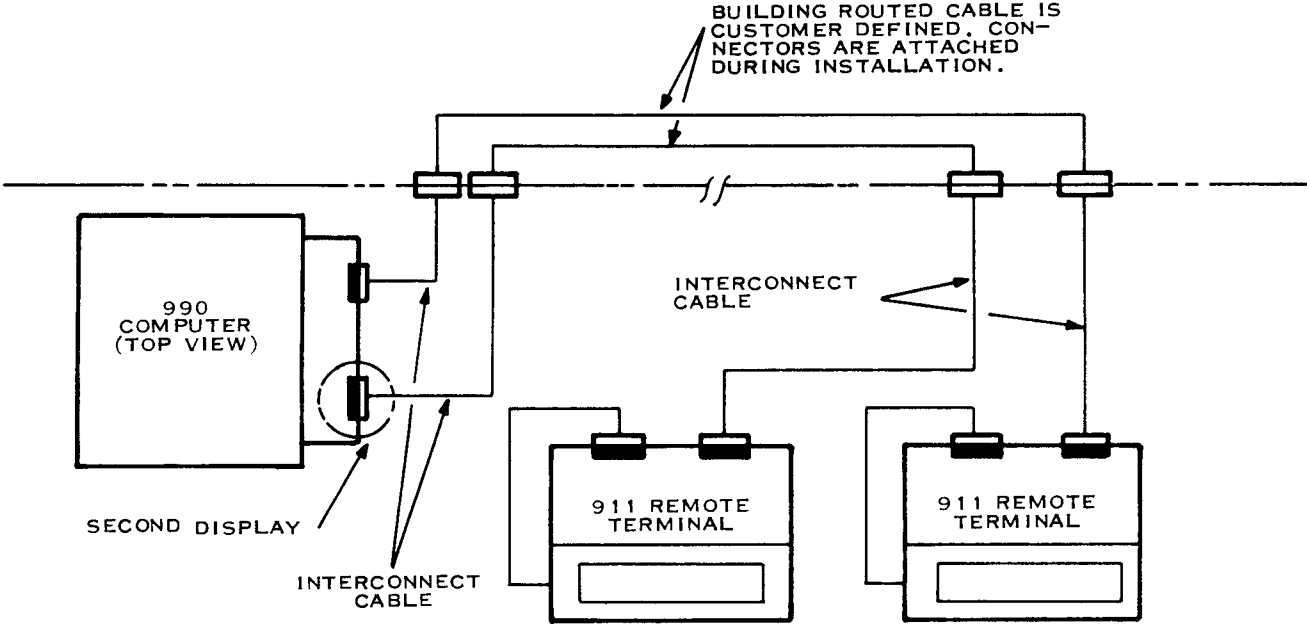 BUILDING ROUTED CABLE IS
CUSTOMER DEFINED. CON-
NECTORS ARE ATTACHED
DURING INSTALLATION.
990
COMPUTER
(TOP VIEW)
INTERCONNECT
CABLE
SECOND DISPLAY
INTERCONNECT
CABLE
911 REMOTE
TERMINAL
911 REMOTE
TERMINAL